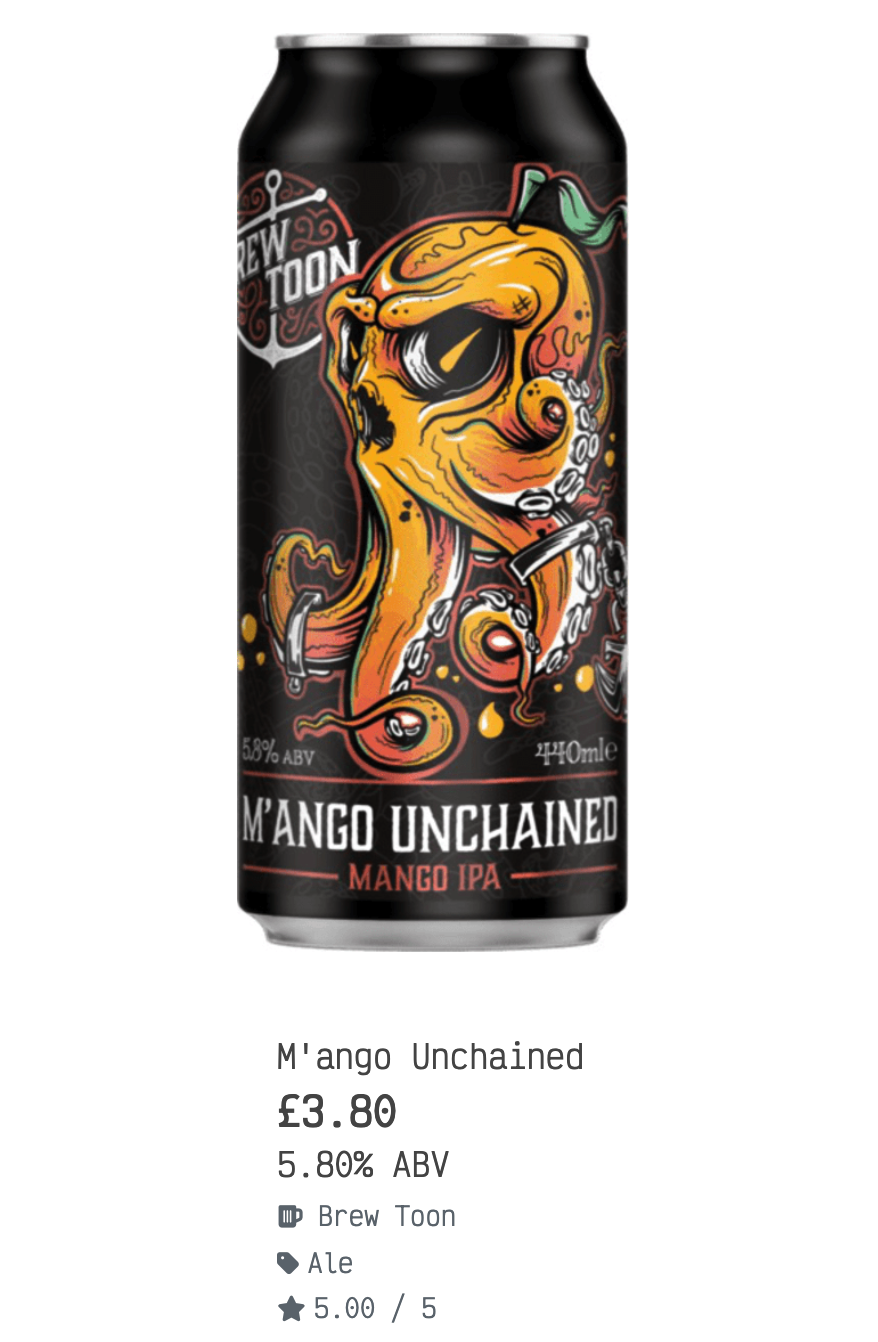 REW
TOON
5.8% ABV
440ml e
M'ANGO UNCHAINED
MANGO IPA
M'ango Unchained
£3.80
5.80% ABV
Brew Toon
Ale
5.00 / 5